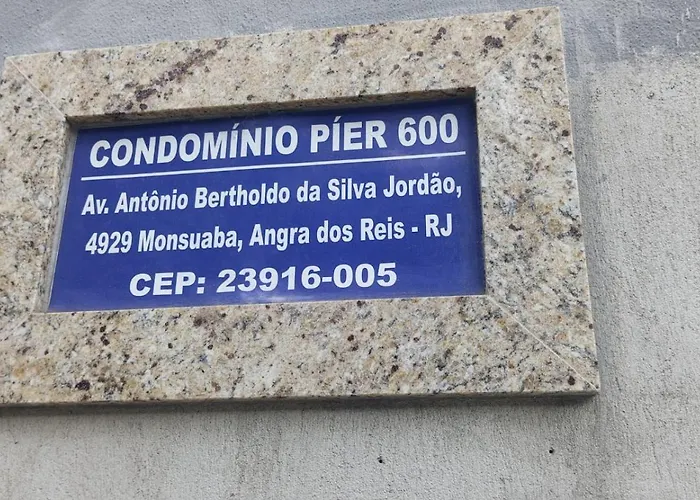 CONDOMÍNIO PÍER 600
Av. Antônio Bertholdo da Silva Jordão,
4929 Monsuaba, Angra dos Reis - RJ
CEP: 23916-005